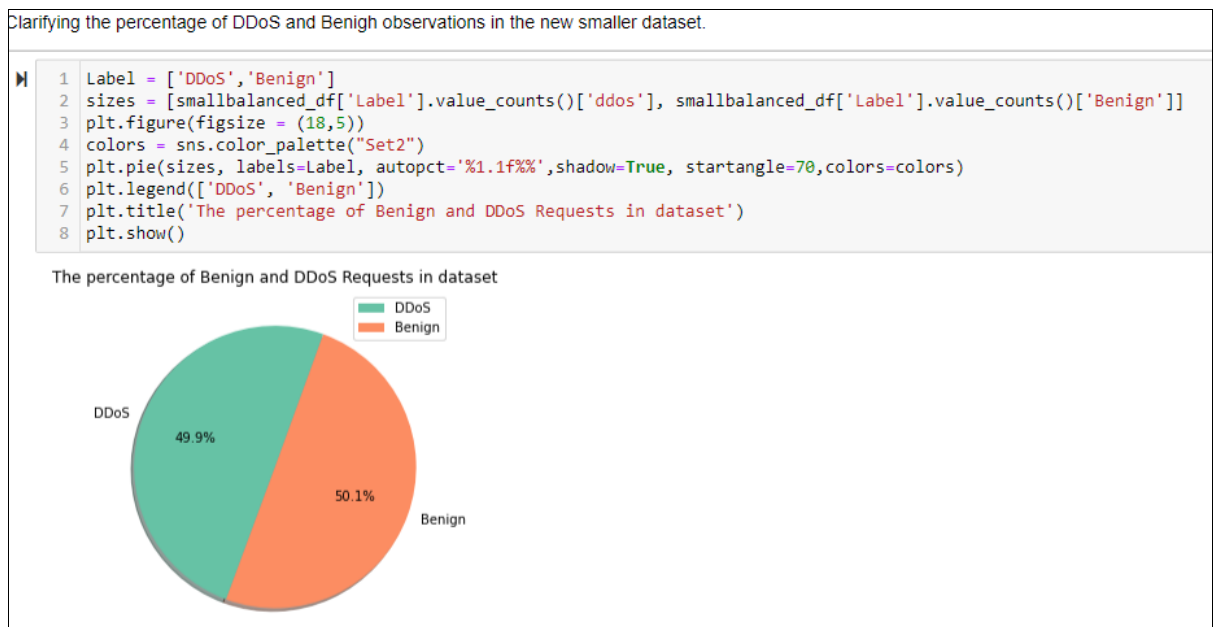 Clarifying the percentage of DDoS and Benigh observations in the new smaller dataset.
1 Label = ['DDoS','Benign']
2 sizes = [smallbalanced_df['Label'].value_counts()['ddos'], smallbalanced_df['Label'].value_counts()['Benign']]
3 plt.figure(figsize = (18,5))
4 colors = sns.color_palette("Set2")
5 plt.pie(sizes, labels=Label, autopct='%1.1f%%',shadow=True, startangle=70,colors=colors)
6 plt.legend(['DDoS', 'Benign'])
7 plt.title('The percentage of Benign and DDoS Requests in dataset')
8 plt.show()
The percentage of Benign and DDoS Requests in dataset
DDoS
Benign
DDoS
49.9%
50.1%
Benign